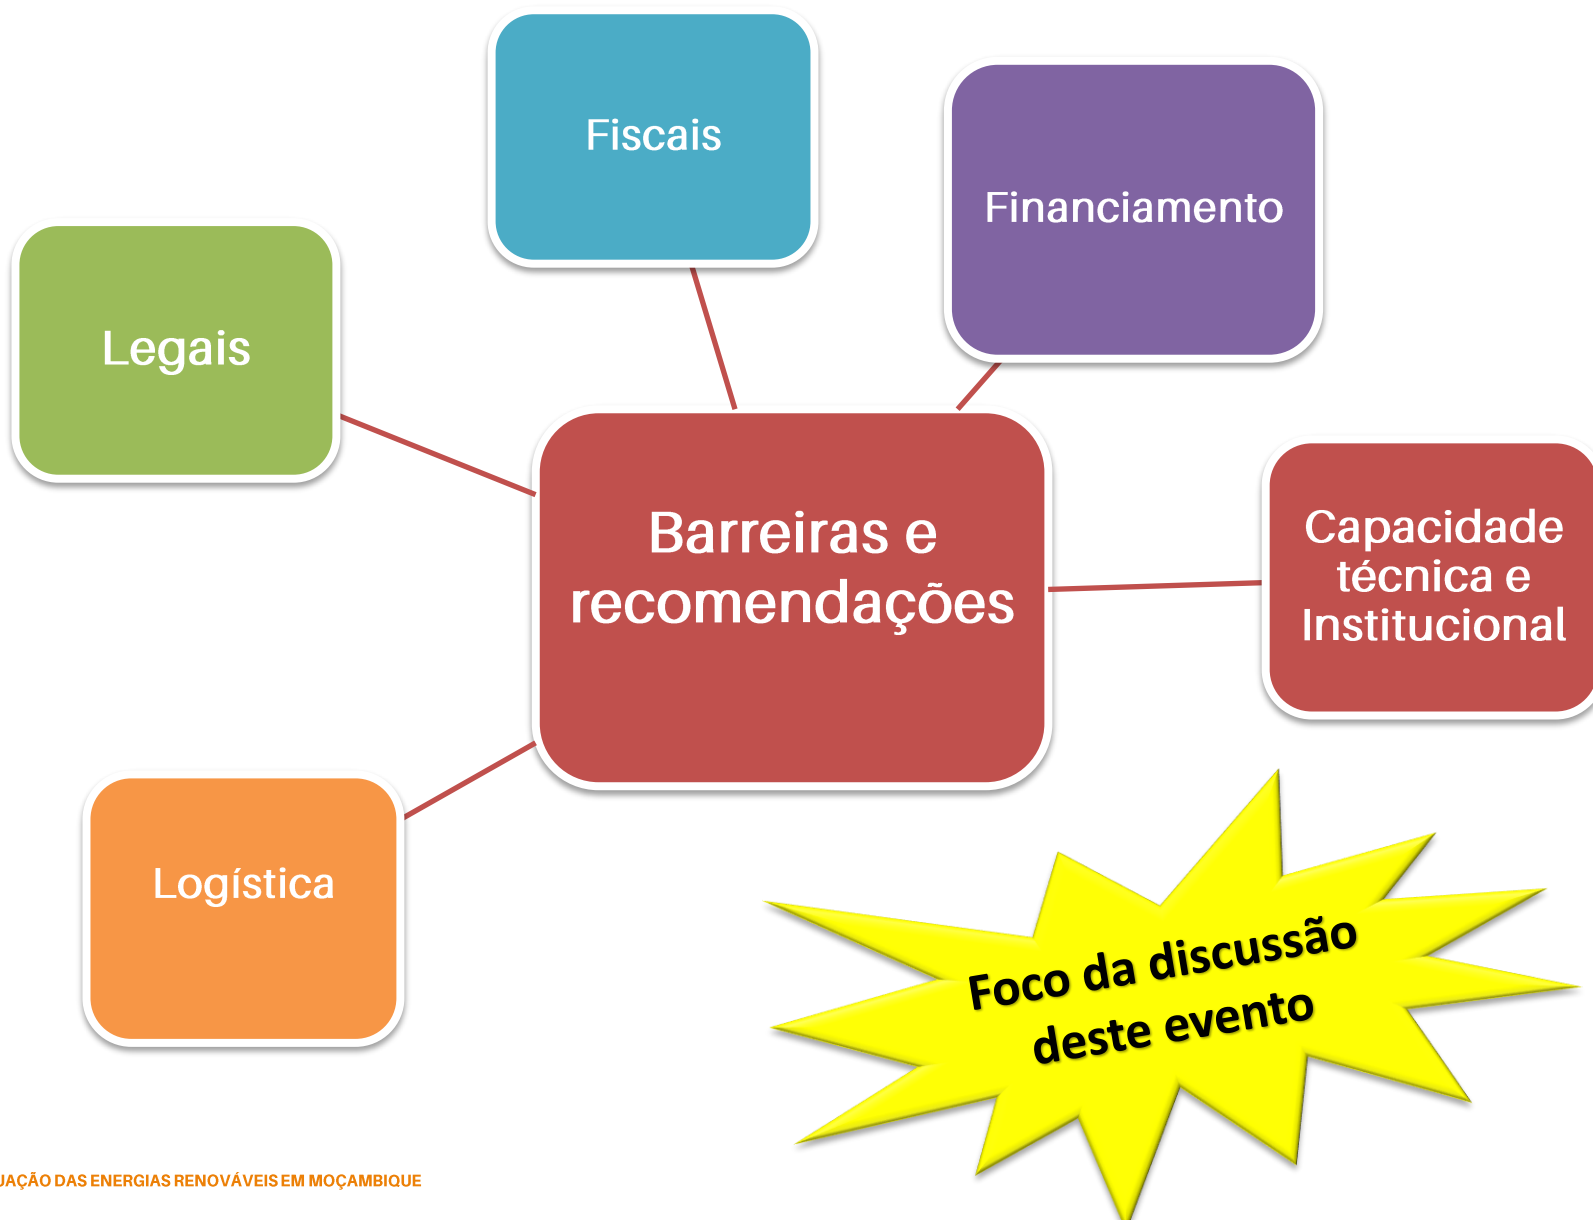 Fiscais
Financiamento
Legais
Barreiras e
recomendações
Capacidade
técnica e
Institucional
Logística
Foco da discussão
deste evento
DAS ENERGIAS RENOVÁVEIS EM MOÇAMBIQUE